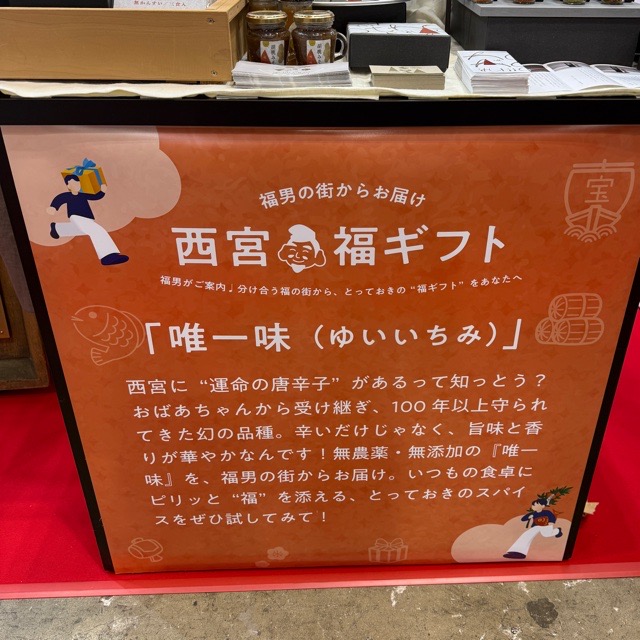 福男の街からお届け
西宮 福ギフト
福男がご案内♩分け合う福の街から、とっておきの“福ギフト”をあなたへ
宝
「唯一味（ゆいいちみ）」
西宮に“運命の唐辛子”があるって知っとう？
おばあちゃんから受け継ぎ、100年以上守られ
てきた幻の品種。辛いだけじゃなく、旨味と香
りが華やかなんです！無農薬・無添加の『唯一
味』を、福男の街からお届け。いつもの食卓に
ピリッと“福”を添える、とっておきのスパイ
スをぜひ試してみて！